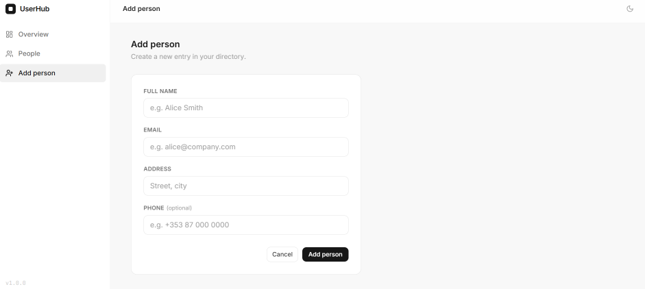 UserHub
Overview
People
Add person
v1.0.0
Add person
Add person
Create a new entry in your directory.
FULL NAME
e.g. Alice Smith
EMAIL
e.g. alice@company.com
ADDRESS
Street, city
PHONE (optional)
e.g. +353 87 000 0000
Cancel
Add person